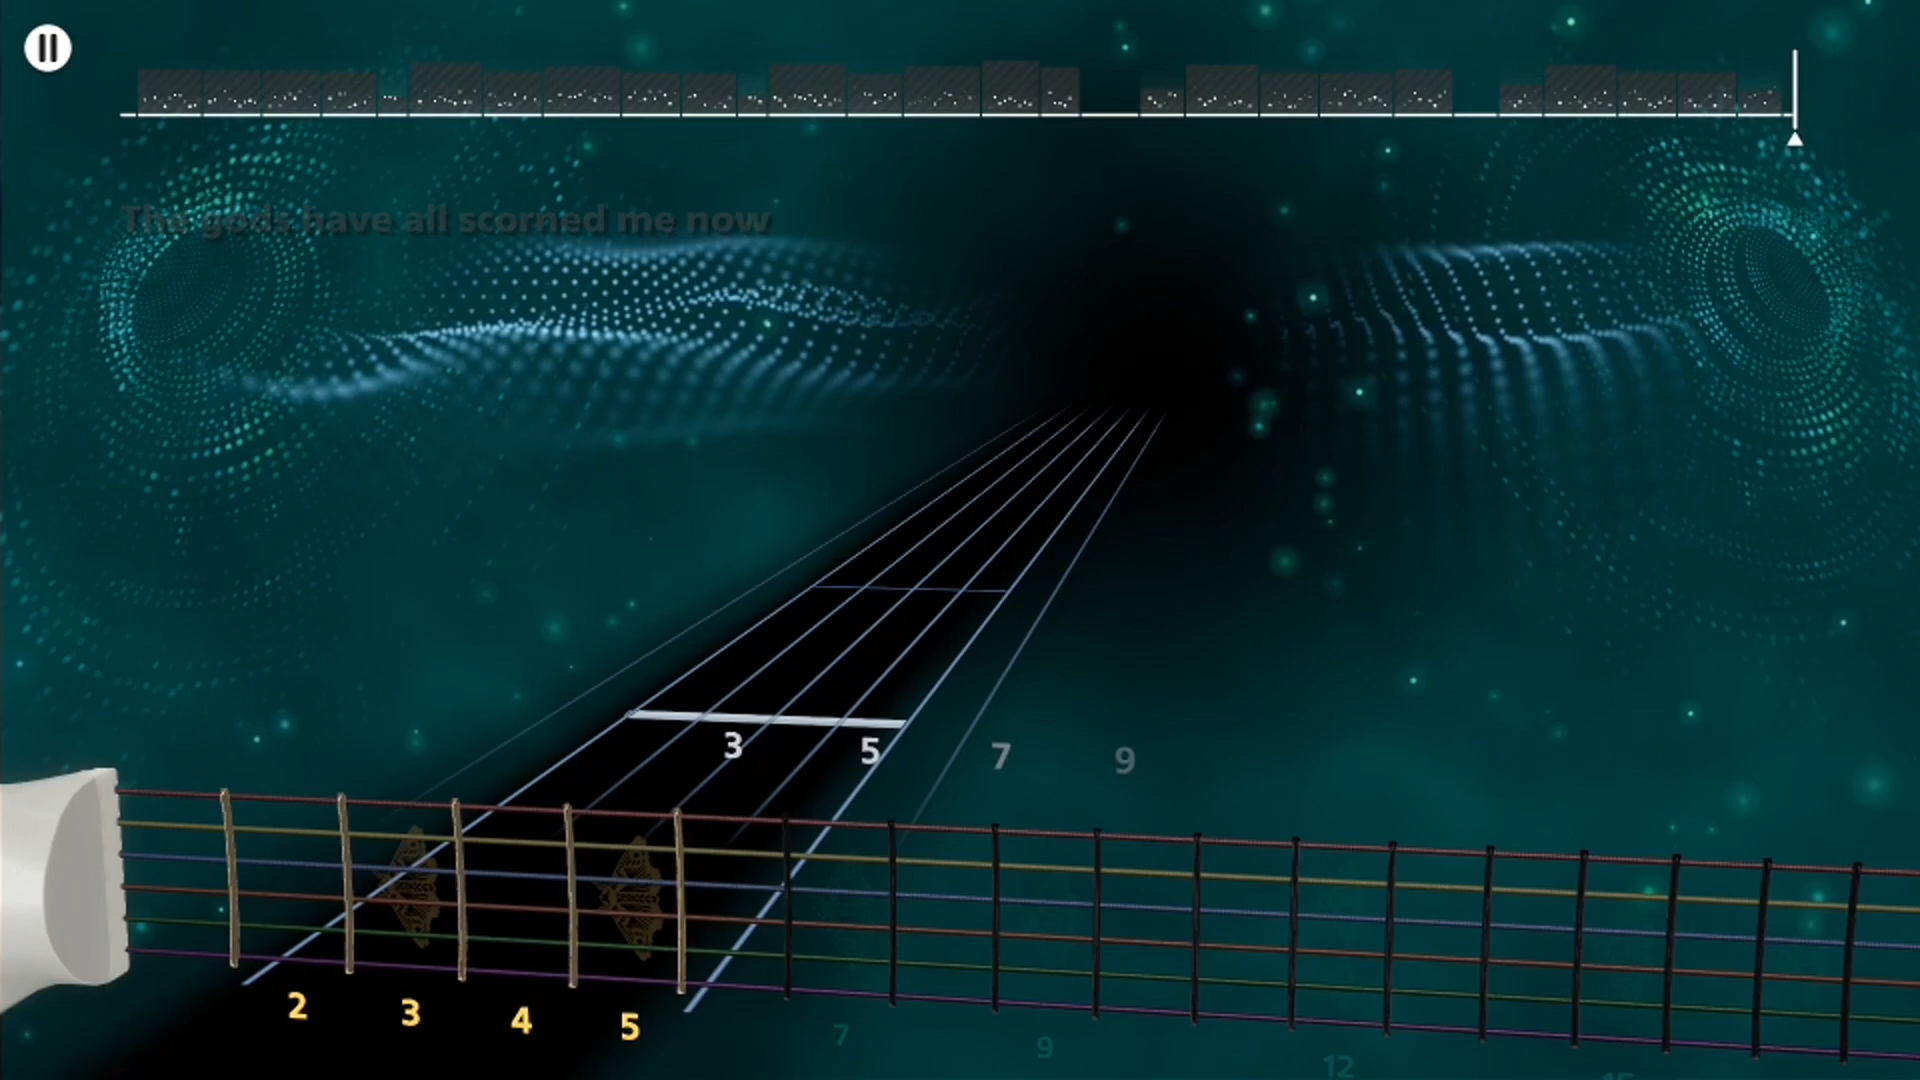 The gods have all scorned me now
3 5 7 9
2 3 4 5 7 9 12